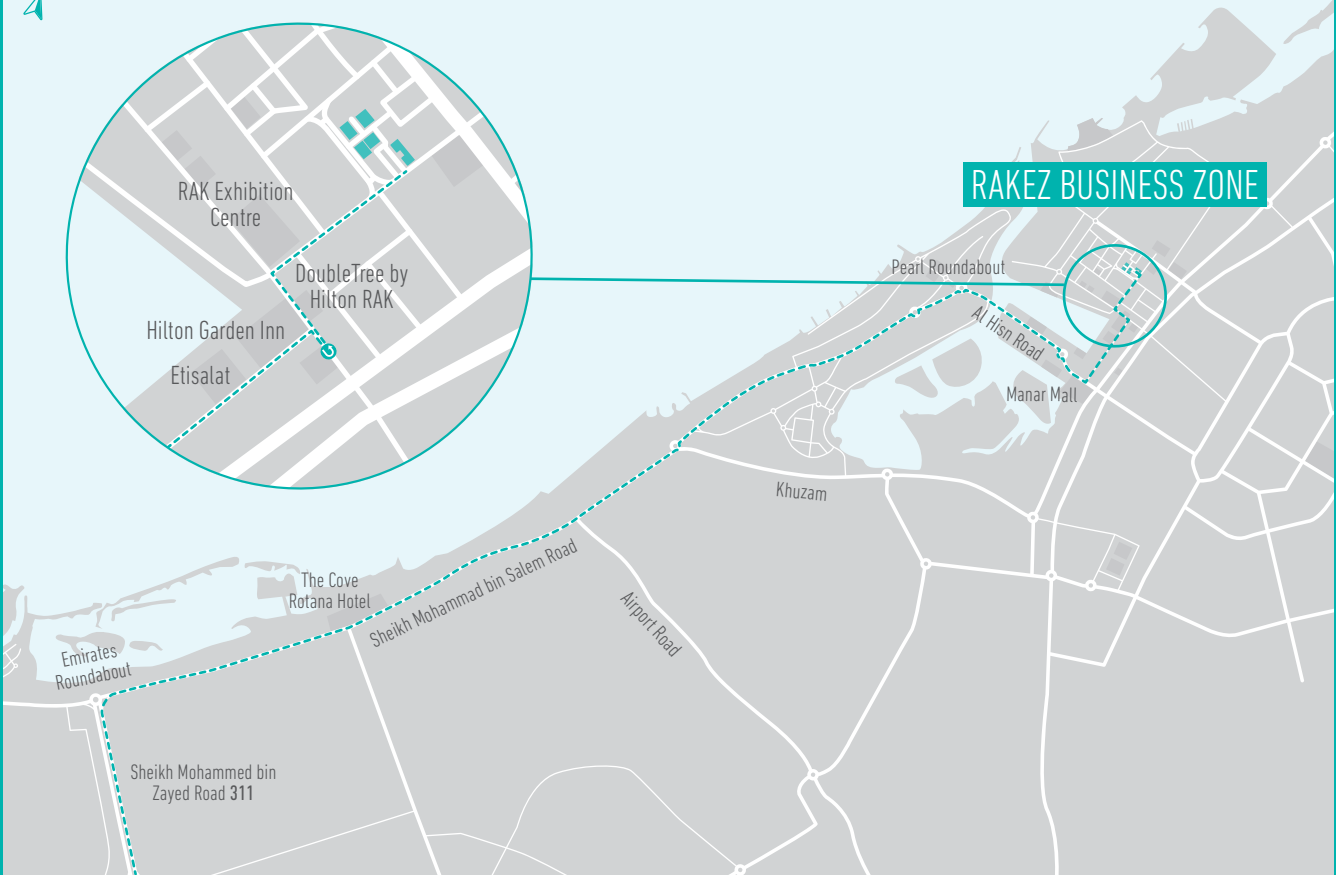 RAKEZ BUSINESS ZONE
RAK Exhibition
Centre
DoubleTree by
Hilton RAK
Hilton Garden Inn
Etisalat
Pearl Roundabout
Al Hisn Road
Manar Mall
Khuzam
The Cove
Rotana Hotel
Sheikh Mohammad bin Salem Road
Airport Road
Emirates
Roundabout
Sheikh Mohammed bin
Zayed Road 311